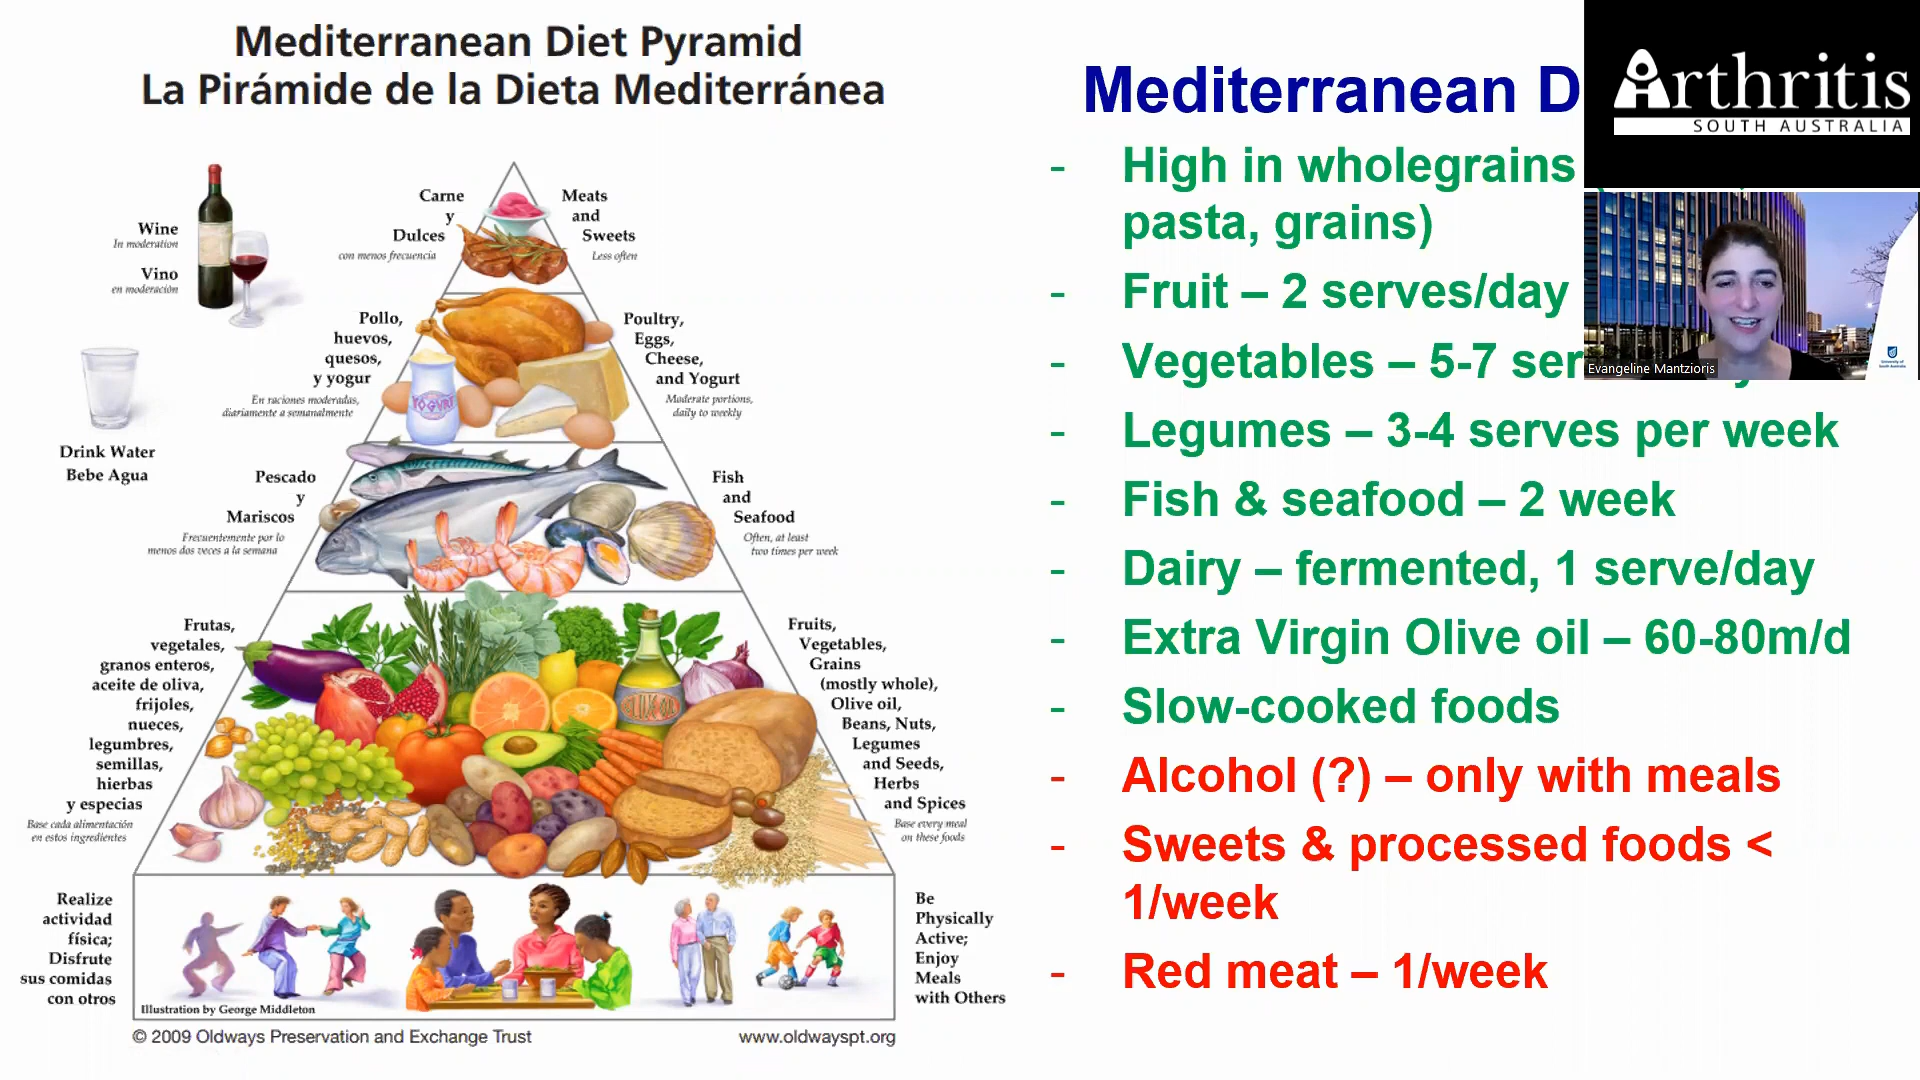 Mediterranean Diet Pyramid
La Pirámide de la Dieta Mediterránea
Wine
In moderation
Vino
en moderación
Drink Water
Bebe Agua
Carne
y
Dulces
con menos frecuencia
Meats
and
Sweets
Less often
Pollo,
huevos,
quesos,
y yogur
En raciones moderadas,
diariamente a semanalmente
Poultry,
Eggs,
Cheese,
and Yogurt
Moderate portions,
daily to weekly
YOGURT
Pescado
y
Mariscos
Frecuentemente por lo
menos dos veces a la semana
Fish
and
Seafood
Often, at least
two times per week
Frutas,
vegetales,
granos enteros,
aceite de oliva,
frijoles,
nueces,
legumbres,
semillas,
hierbas
y especias
Base cada alimentación
en estos ingredientes
Fruits,
Vegetables,
Grains
(mostly whole),
Olive oil,
Beans, Nuts,
Legumes
and Seeds,
Herbs
and Spices
Base every meal
on these foods
Realize
actividad
física;
Disfrute
sus comidas
con otros
Be
Physically
Active;
Enjoy
Meals
with Others
Illustration by George Middleton
© 2009 Oldways Preservation and Exchange Trust
www.oldwayspt.org
Mediterranean D
- High in wholegrains
pasta, grains)
- Fruit – 2 serves/day
- Vegetables – 5-7 ser
- Legumes – 3-4 serves per week
- Fish & seafood – 2 week
- Dairy – fermented, 1 serve/day
- Extra Virgin Olive oil – 60-80m/d
- Slow-cooked foods
- Alcohol (?) – only with meals
- Sweets & processed foods <
1/week
- Red meat – 1/week
Arthritis
SOUTH AUSTRALIA
Evangeline Mantzioris
University of
South Australia